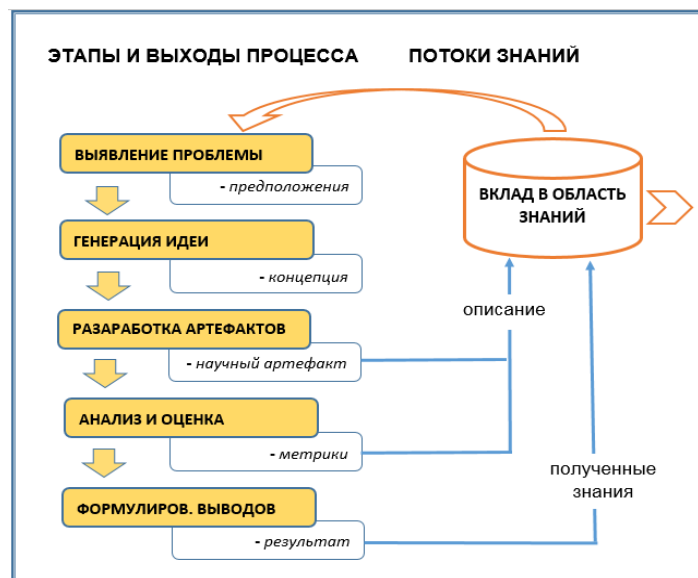 ЭТАПЫ И ВЫХОДЫ ПРОЦЕССА
ПОТОКИ ЗНАНИЙ
ВЫЯВЛЕНИЕ ПРОБЛЕМЫ
- предположения
ГЕНЕРАЦИЯ ИДЕИ
- концепция
РАЗАРАБОТКА АРТЕФАКТОВ
- научный артефакт
АНАЛИЗ И ОЦЕНКА
- метрики
ФОРМУЛИРОВ. ВЫВОДОВ
- результат
ВКЛАД В ОБЛАСТЬ
ЗНАНИЙ
описание
полученные
знания